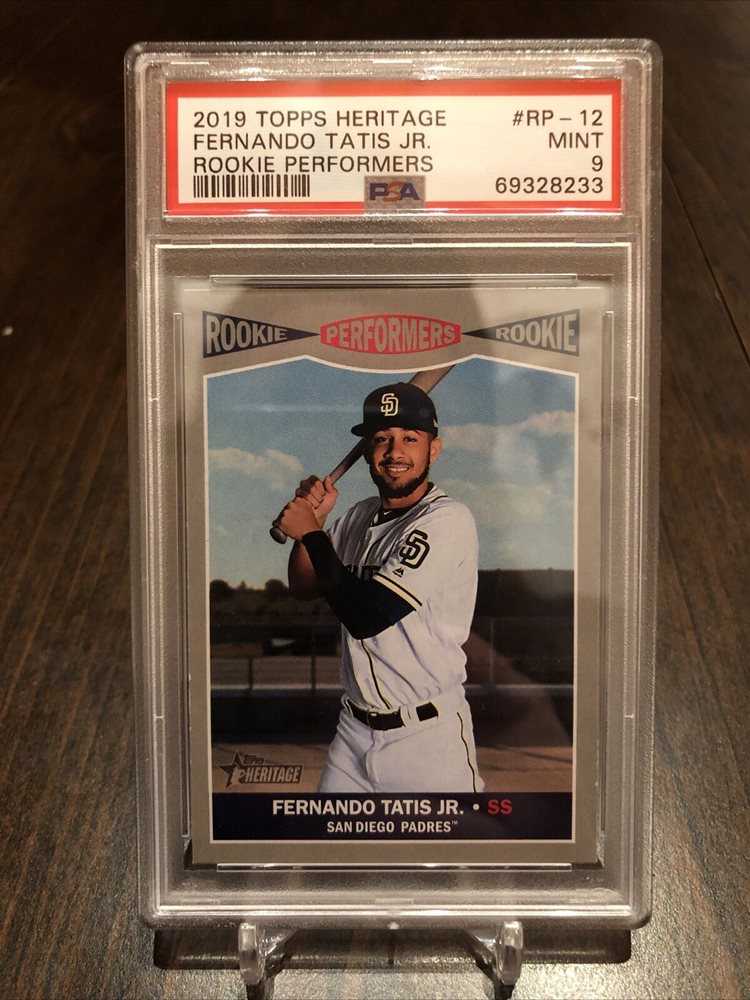 2019 TOPPS HERITAGE #RP-12
FERNANDO TATIS JR. MINT
ROOKIE PERFORMERS 9
PSA 69328233
ROOKIE PERFORMERS ROOKIE
SD
SD
TOPPS HERITAGE
FERNANDO TATIS JR. • SS
SAN DIEGO PADRES™